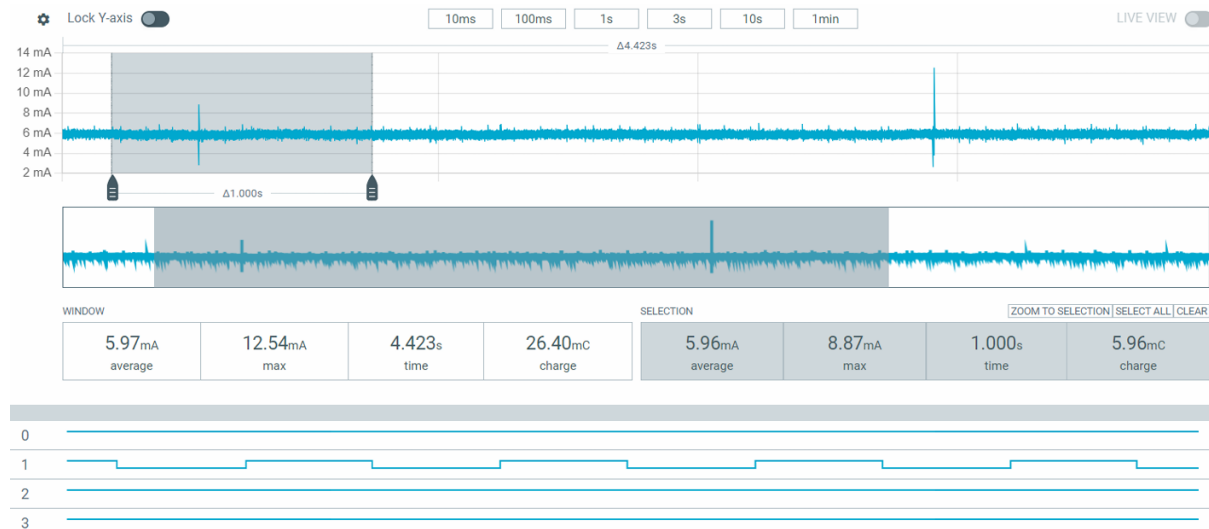 Lock Y-axis 10ms 100ms 1s 3s 10s 1min LIVE VIEW
Δ4.423s
14 mA
12 mA
10 mA
8 mA
6 mA
4 mA
2 mA
Δ1.000s
WINDOW SELECTION ZOOM TO SELECTION SELECT ALL CLEAR
5.97mA 12.54mA 4.423s 26.40mC 5.96mA 8.87mA 1.000s 5.96mC
average max time charge average max time charge
0
1
2
3